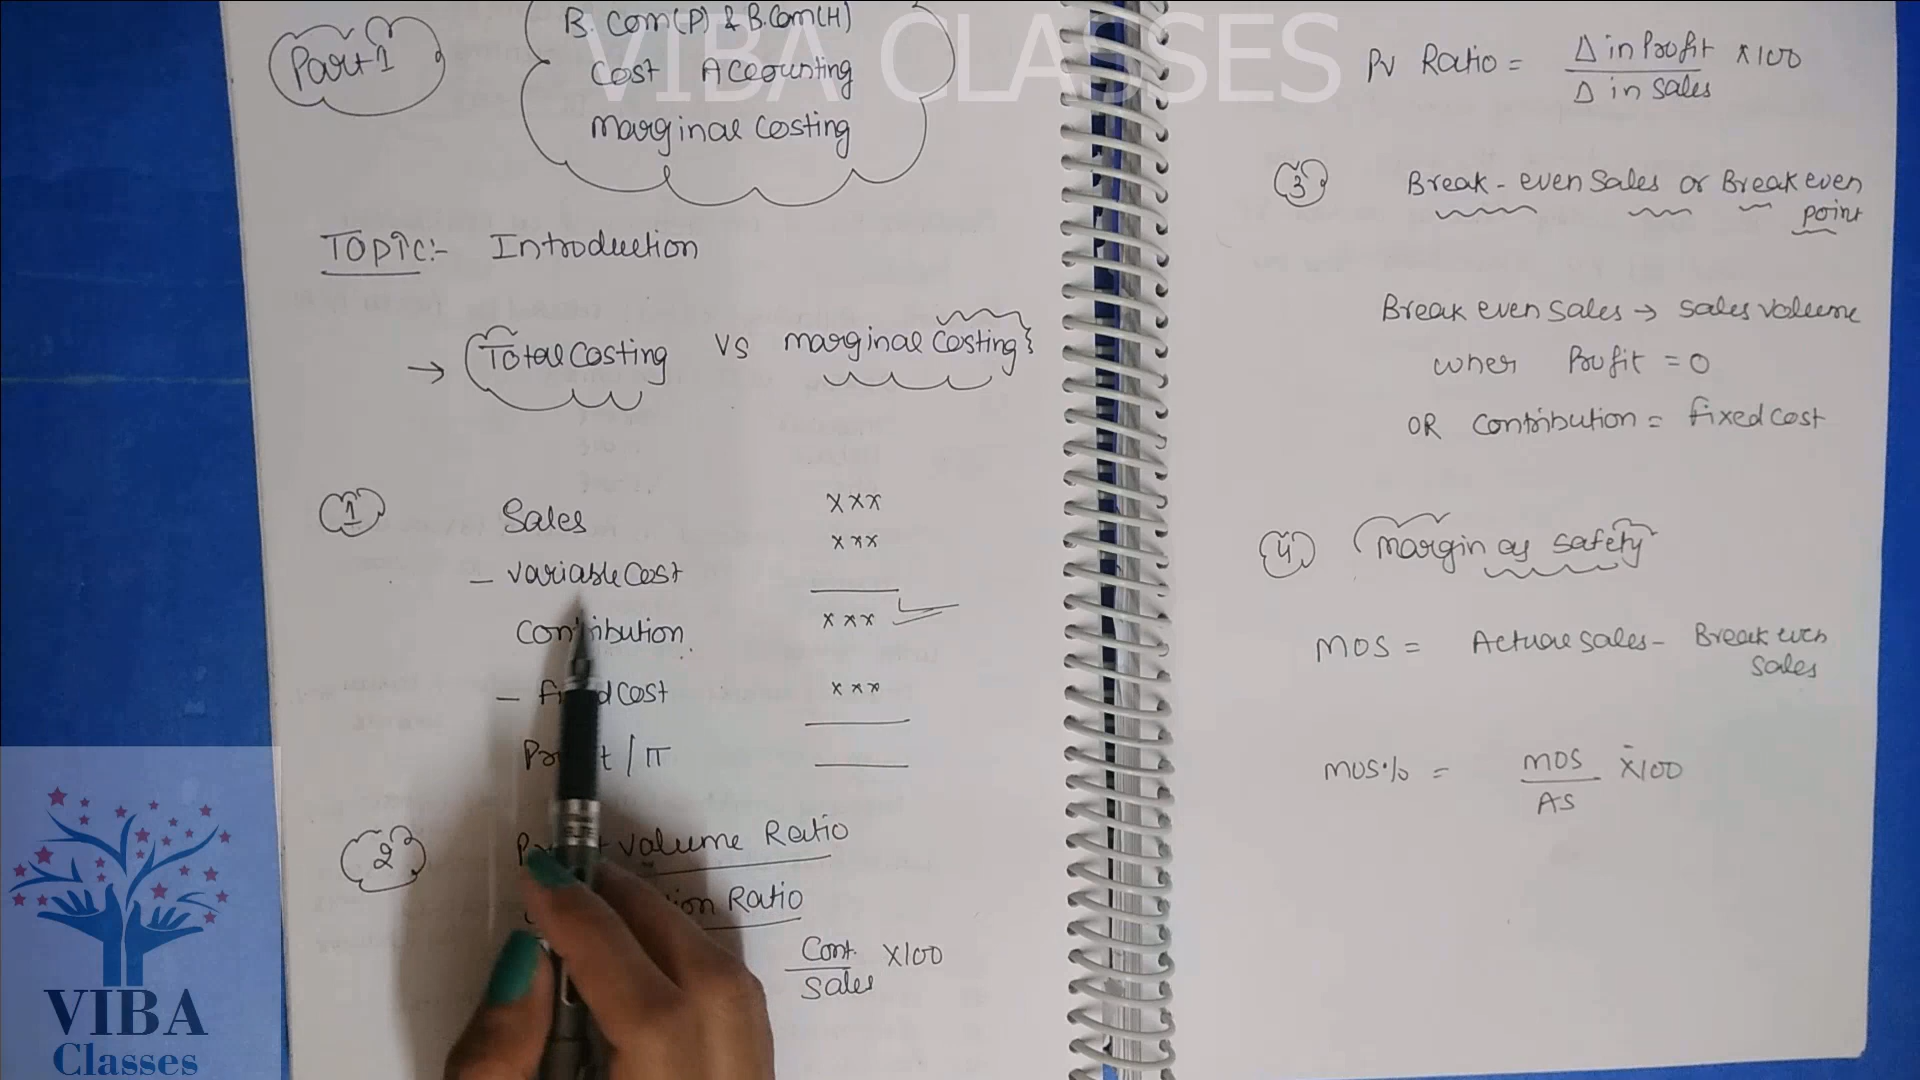 VIBA CLASSES
Part 1
B. Com(P) & B.Com(H)
Cost Accounting
marginal Costing
TOPIC:- Introduction
→ Total Costing VS marginal Costing
1
Sales xxx
- Variable Cost xxx
Contribution xxx
- Cost xxx
/ π
2
Volume Ratio
Ratio
Cont. x100
Sales
PV Ratio = Δ in Profit x100
Δ in Sales
3
Break-even Sales or Break even
point
Break even Sales → Sales volume
when Profit = 0
OR Contribution = fixed Cost
4
margin of safety
MOS = Actual Sales - Break even
Sales
MOS% = MOS x100
AS
VIBA
Classes